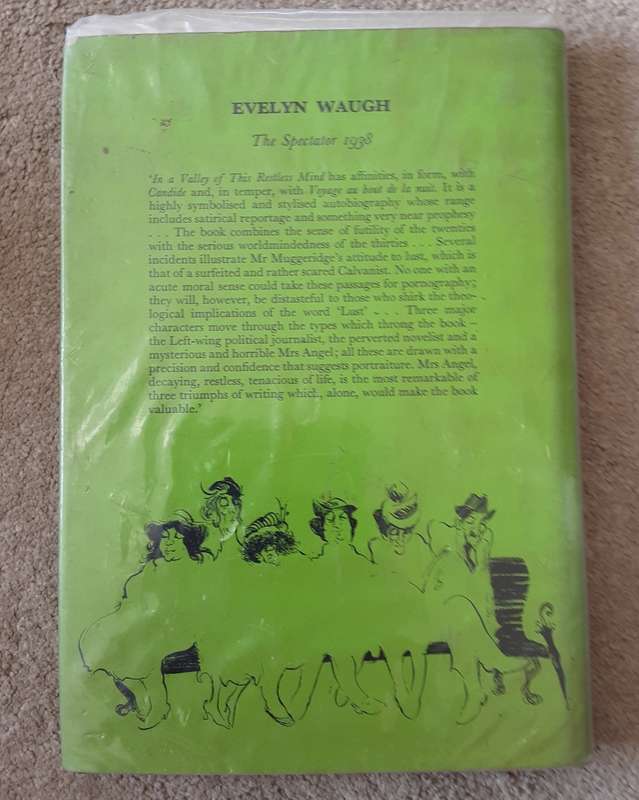 EVELYN WAUGH
The Spectator 1938
'In a Valley of This Restless Mind has affinities, in form, with
Candide and, in temper, with Voyage au bout de la nuit. It is a
highly symbolised and stylised autobiography whose range
includes satirical reportage and something very near prophesy
. . . The book combines the sense of futility of the twenties
with the serious worldmindedness of the thirties . . . Several
incidents illustrate Mr Muggeridge's attitude to lust, which is
that of a surfeited and rather scared Calvanist. No one with an
acute moral sense could take these passages for pornography;
they will, however, be distasteful to those who shirk the theo-
logical implications of the word 'Lust' . . . Three major
characters move through the types which throng the book –
the Left-wing political journalist, the perverted novelist and a
mysterious and horrible Mrs Angel; all these are drawn with a
precision and confidence that suggests portraiture. Mrs Angel,
decaying, restless, tenacious of life, is the most remarkable of
three triumphs of writing which, alone, would make the book
valuable.'